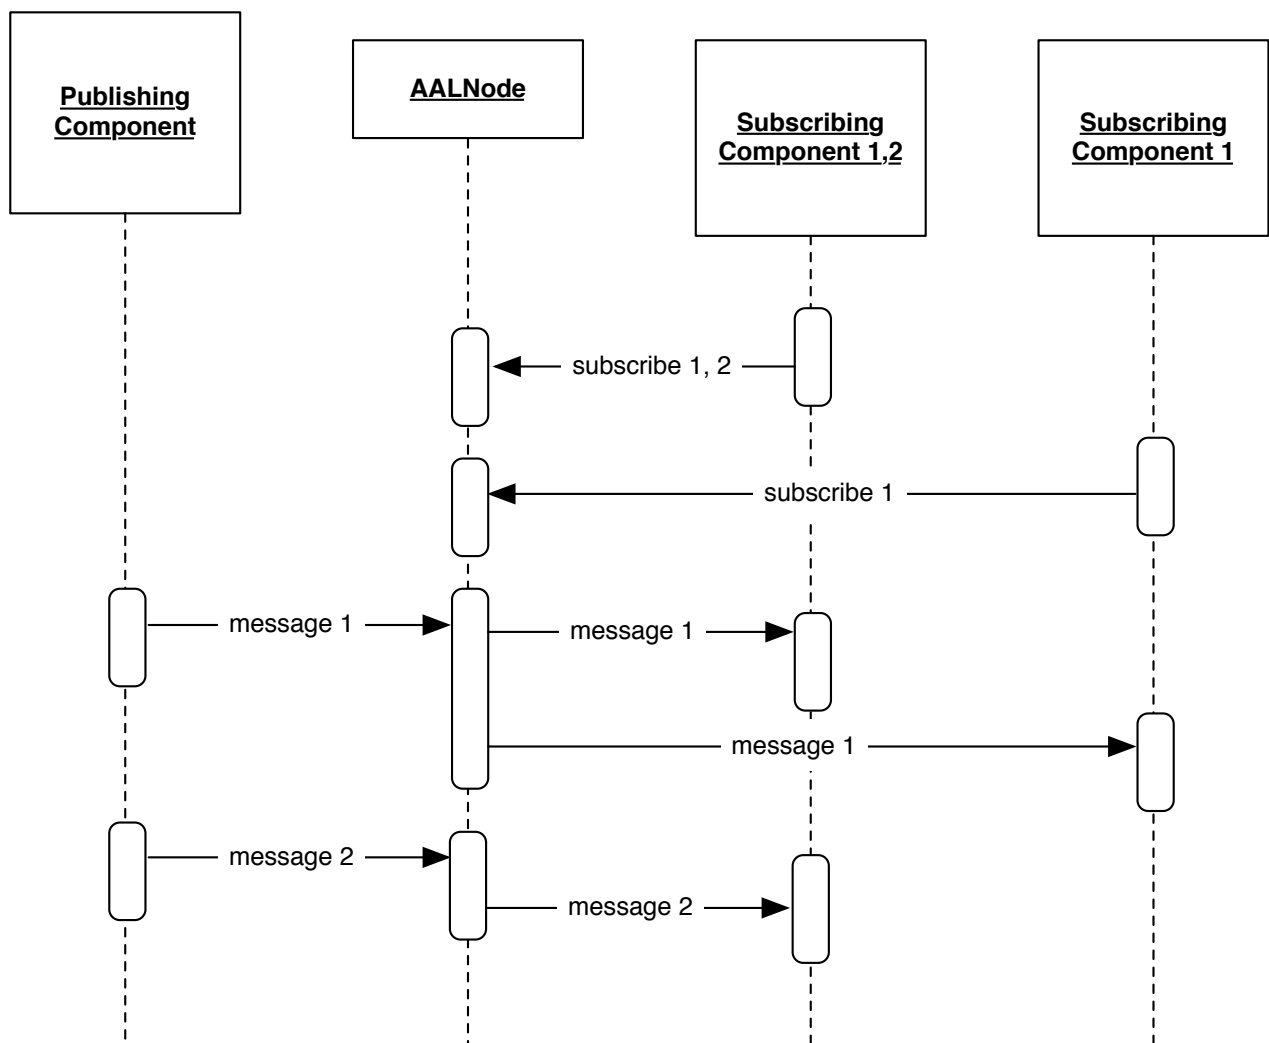 Publishing
Component
AALNode
Subscribing
Component 1,2
Subscribing
Component 1
subscribe 1, 2
subscribe 1
message 1
message 1
message 1
message 2
message 2